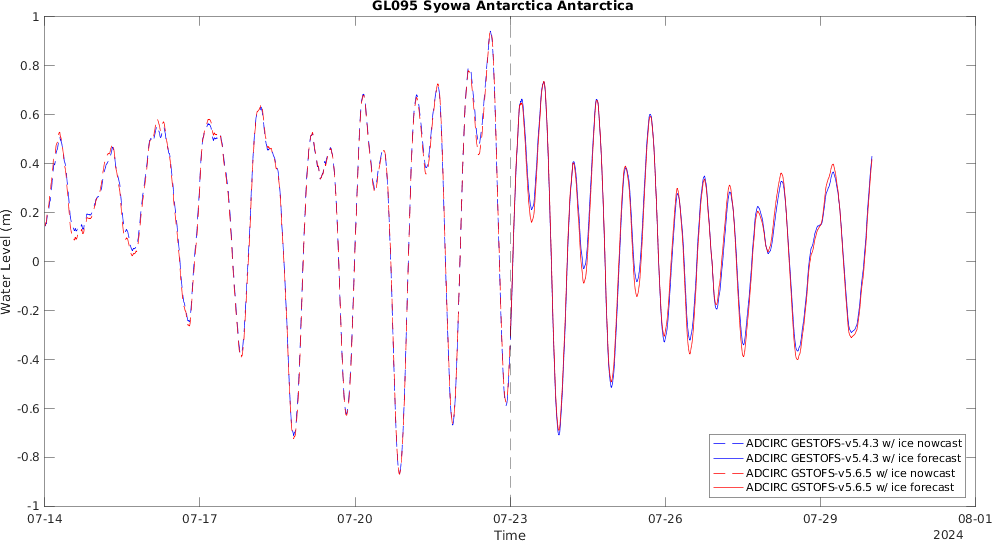 GL095 Syowa Antarctica Antarctica
1
0.8
0.6
0.4
0.2
0
-0.2
-0.4
-0.6
-0.8
-1
Water Level (m)
ADCIRC GESTOFS-v5.4.3 w/ ice nowcast
ADCIRC GESTOFS-v5.4.3 w/ ice forecast
ADCIRC GSTOFS-v5.6.5 w/ ice nowcast
ADCIRC GSTOFS-v5.6.5 w/ ice forecast
07-14 07-17 07-20 07-23 07-26 07-29 08-01
Time
2024